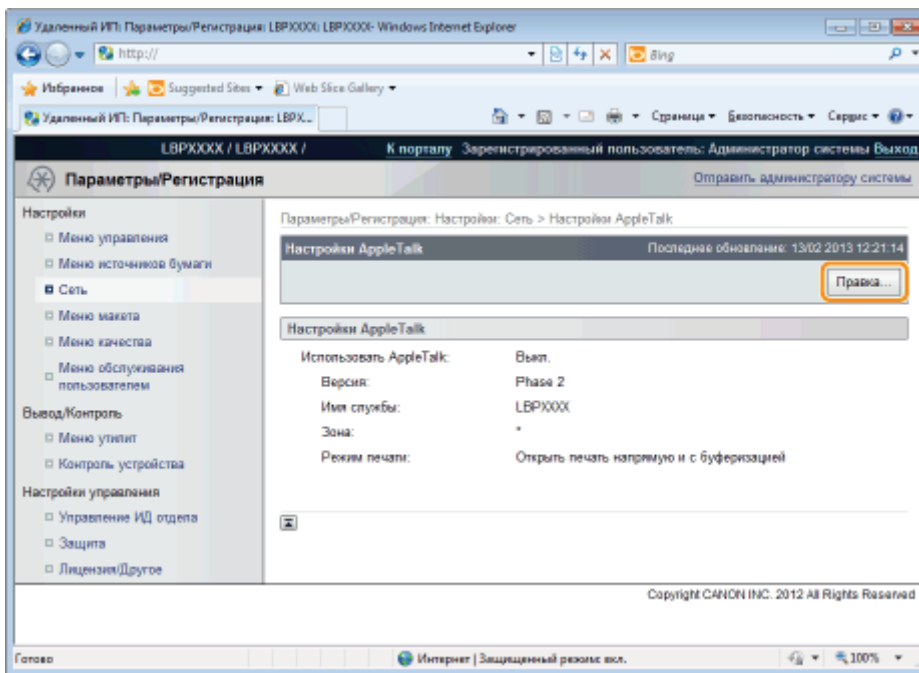 Удаленный ИП: Параметры/Регистрация: LBPXXXX: LBPXXXX- Windows Internet Explorer
http://
Bing
Избранное Suggested Sites Web Slice Gallery
Удаленный ИП: Параметры/Регистрация: LBPX...
Страница Безопасность Сервис
LBPXXXX / LBPXXXX / К порталу Зарегистрированный пользователь: Администратор системы Выход
Параметры/Регистрация Отправить администратору системы
Настройки
Меню управления
Меню источников бумаги
Сеть
Меню макета
Меню качества
Меню обслуживания
пользователем
Вывод/Контроль
Меню утилит
Контроль устройства
Настройки управления
Управление ИД отдела
Защита
Лицензия/Другое
Параметры/Регистрация: Настройки: Сеть > Настройки AppleTalk
Настройки AppleTalk Последнее обновление: 13/02 2013 12:21:14
Правка...
Настройки AppleTalk
Использовать AppleTalk: Выкл.
Версия: Phase 2
Имя службы: LBPXXXX
Зона: *
Режим печати: Открыть печать напрямую и с буферизацией
Copyright CANON INC. 2012 All Rights Reserved
Готово Интернет | Защищенный режим: вкл. 100%